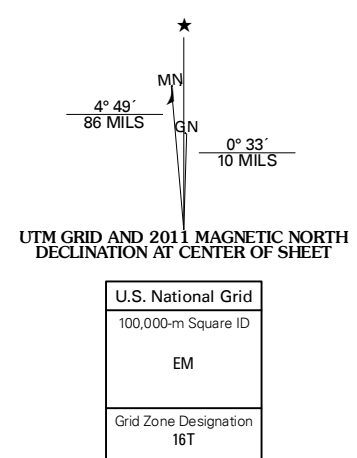 ★
MN
4° 49´
86 MILS
GN
0° 33´
10 MILS
UTM GRID AND 2011 MAGNETIC NORTH
DECLINATION AT CENTER OF SHEET
U.S. National Grid
100,000-m Square ID
EM
Grid Zone Designation
16T